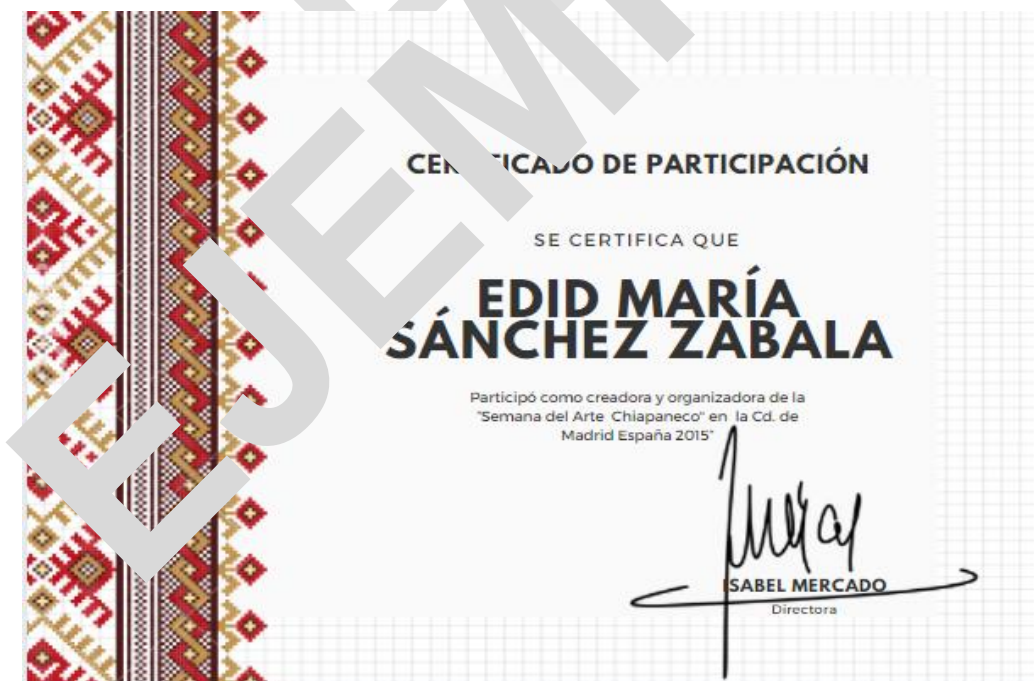 CERTIFICADO DE PARTICIPACIÓN
SE CERTIFICA QUE
EDID MARÍA
SÁNCHEZ ZABALA
Participó como creadora y organizadora de la
"Semana del Arte Chiapaneco" en la Cd. de
Madrid España 2015"
ISABEL MERCADO
Directora